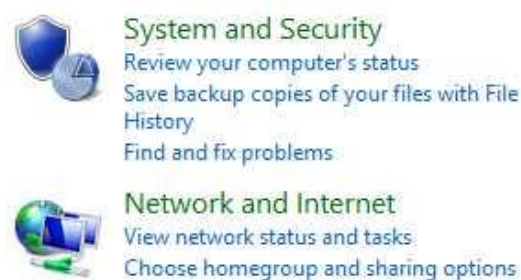 System and Security
Review your computer's status
Save backup copies of your files with File
History
Find and fix problems
Network and Internet
View network status and tasks
Choose homegroup and sharing options